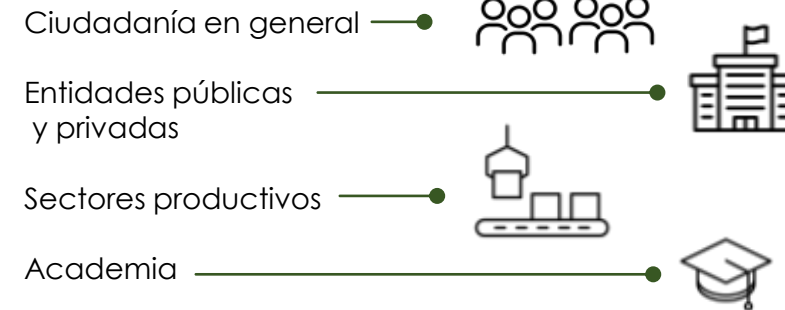 Ciudadanía en general
Entidades públicas
y privadas
Sectores productivos
Academia